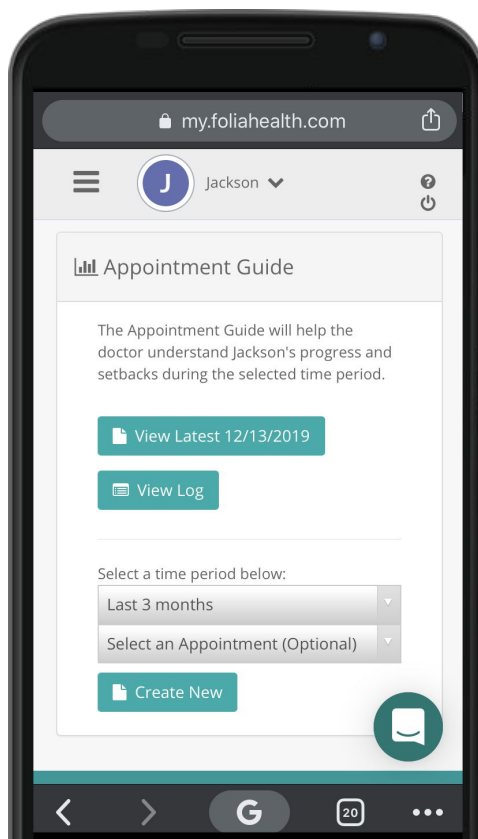 my.foliahealth.com
J
Jackson
Appointment Guide
The Appointment Guide will help the
doctor understand Jackson's progress and
setbacks during the selected time period.
View Latest 12/13/2019
View Log
Select a time period below:
Last 3 months
Select an Appointment (Optional)
Create New
G
20